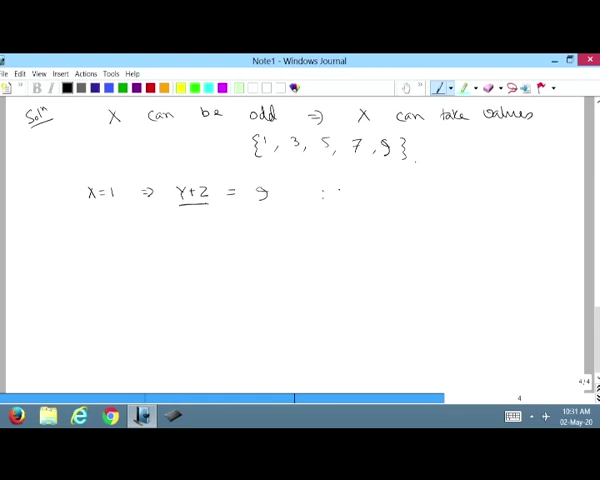 Note1 - Windows Journal
File Edit View Insert Actions Tools Help
Soln X can be odd ⇒ X can take values
{1, 3, 5, 7, 9}.
X=1 ⇒ Y+Z = 9 :
4/4
4
10:31 AM
02-May-20